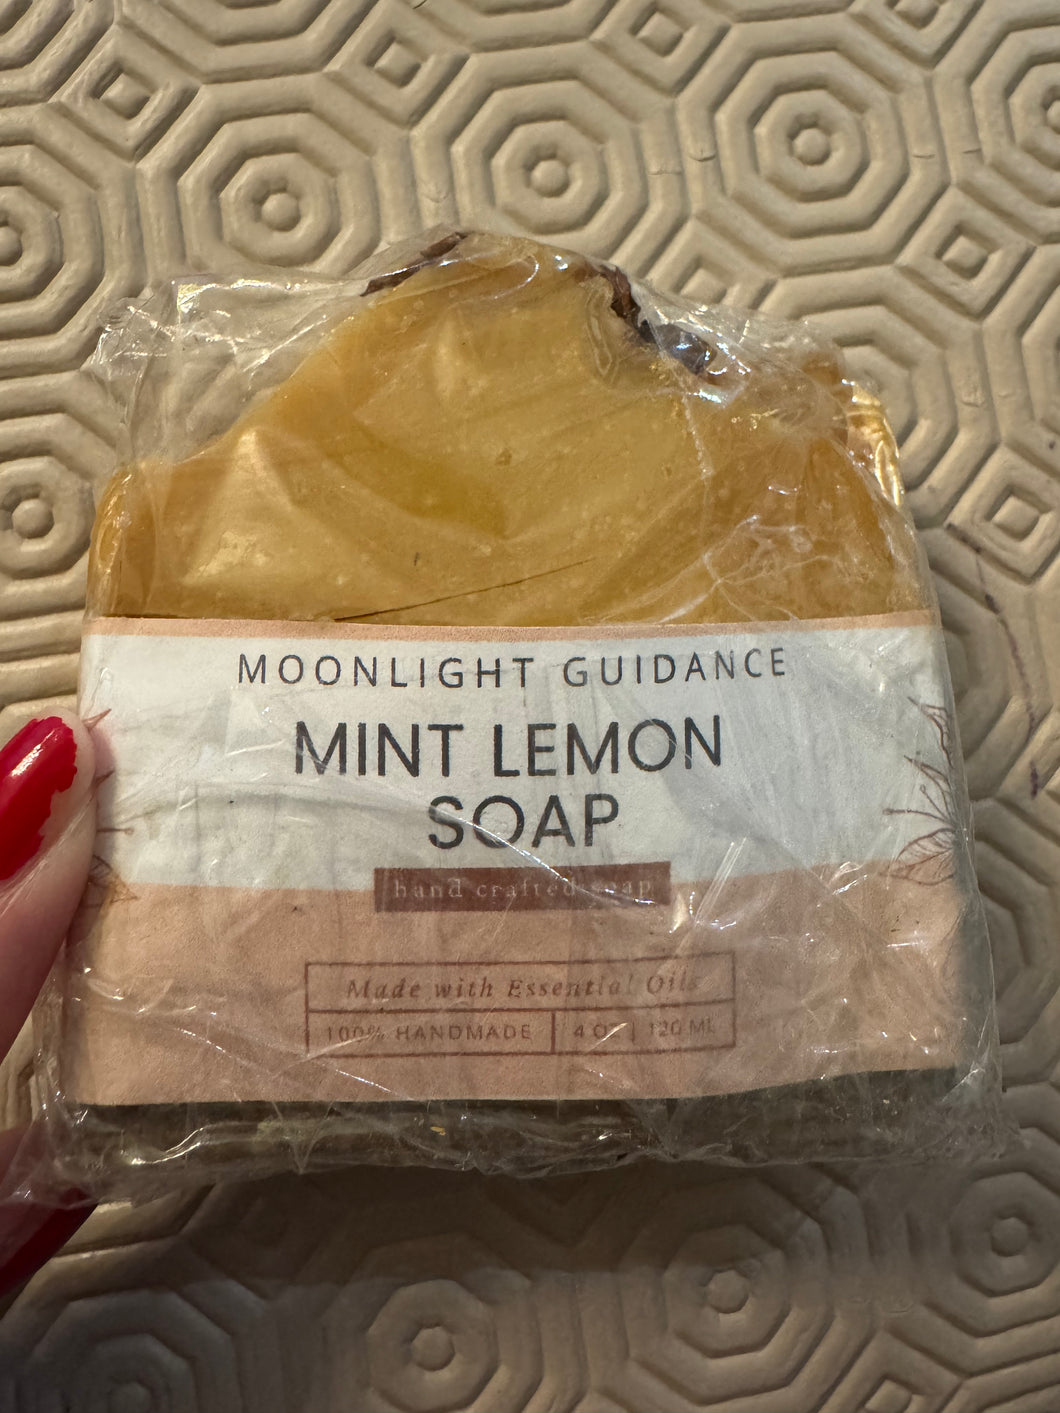 MOONLIGHT GUIDANCE
MINT LEMON
SOAP
hand crafted soap
Made with Essential Oils
100% HANDMADE
4 OZ | 120 ML